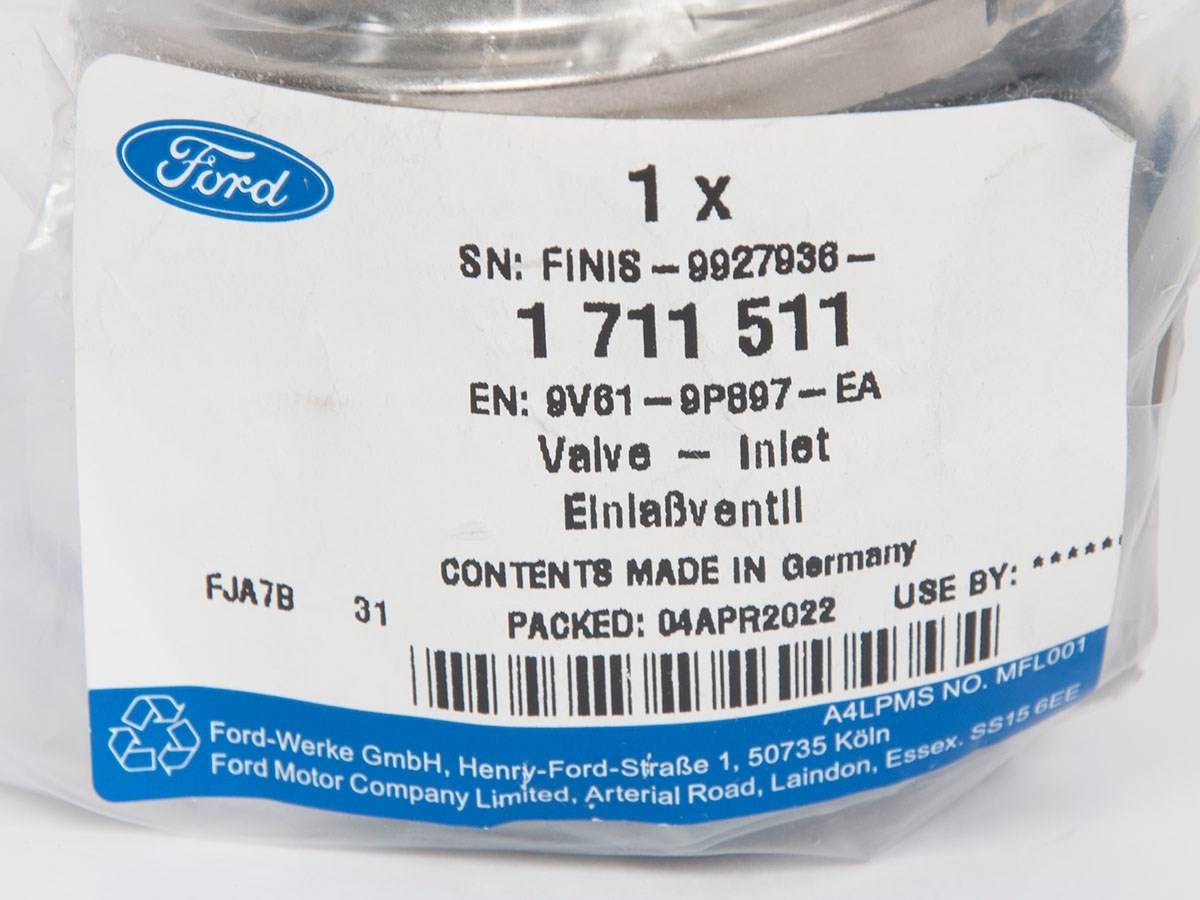 Ford
1 x
SN: FINIS - 9927936 -
1 711 511
EN: 9V61 - 9P897 - EA
Valve - Inlet
Einlaßventil
CONTENTS MADE IN Germany
FJA7B 31 PACKED: 04APR2022 USE BY: ******
A4LPMS NO. MFL001
Ford-Werke GmbH, Henry-Ford-Straße 1, 50735 Köln
Ford Motor Company Limited, Arterial Road, Laindon, Essex. SS15 6EE